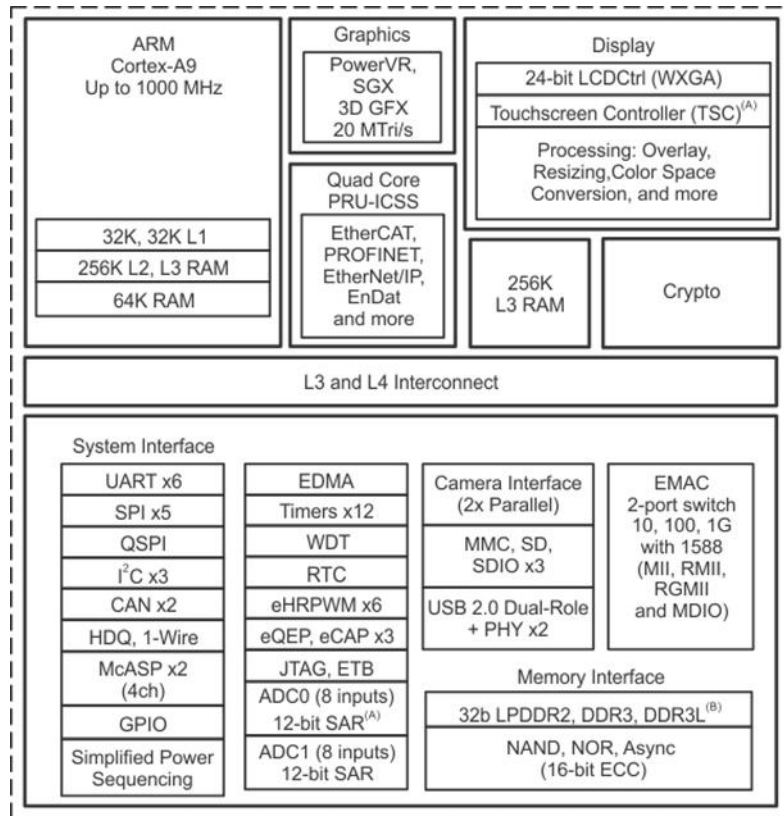 ARM
Cortex-A9
Up to 1000 MHz
32K, 32K L1
256K L2, L3 RAM
64K RAM
Graphics
PowerVR,
SGX
3D GFX
20 MTri/s
Quad Core
PRU-ICSS
EtherCAT,
PROFINET,
EtherNet/IP,
EnDat
and more
Display
24-bit LCDCtrl (WXGA)
Touchscreen Controller (TSC)(A)
Processing: Overlay,
Resizing,Color Space
Conversion, and more
256K
L3 RAM
Crypto
L3 and L4 Interconnect
System Interface
UART x6
SPI x5
QSPI
I²C x3
CAN x2
HDQ, 1-Wire
McASP x2
(4ch)
GPIO
Simplified Power
Sequencing
EDMA
Timers x12
WDT
RTC
eHRPWM x6
eQEP, eCAP x3
JTAG, ETB
ADC0 (8 inputs)
12-bit SAR(A)
ADC1 (8 inputs)
12-bit SAR
Camera Interface
(2x Parallel)
MMC, SD,
SDIO x3
USB 2.0 Dual-Role
+ PHY x2
EMAC
2-port switch
10, 100, 1G
with 1588
(MII, RMII,
RGMII
and MDIO)
Memory Interface
32b LPDDR2, DDR3, DDR3L(B)
NAND, NOR, Async
(16-bit ECC)